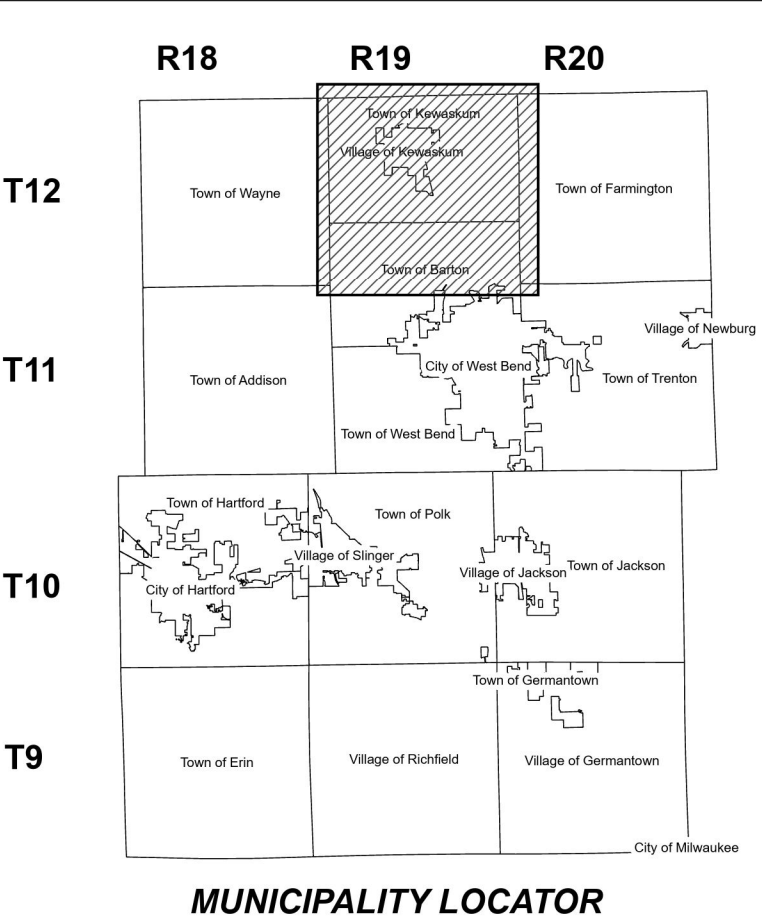 R18 R19 R20
Town of Kewaskum
Village of Kewaskum
T12
Town of Wayne
Town of Farmington
Town of Barton
Village of Newburg
T11
City of West Bend
Town of Addison
Town of Trenton
Town of West Bend
Town of Hartford
Town of Polk
Village of Slinger
Village of Jackson
Town of Jackson
T10
City of Hartford
Town of Germantown
T9
Town of Erin
Village of Richfield
Village of Germantown
City of Milwaukee
MUNICIPALITY LOCATOR